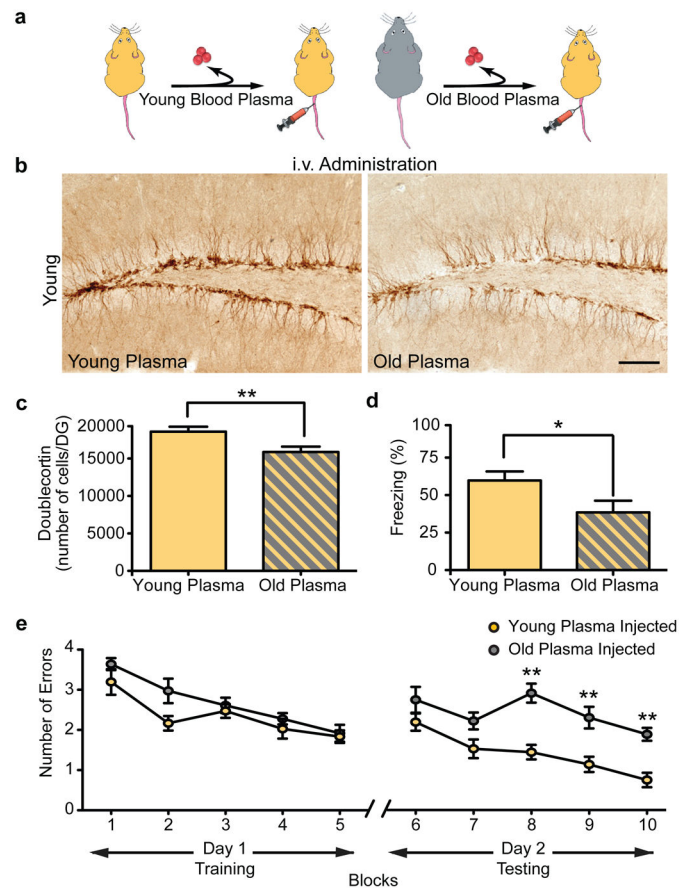 a
Young Blood Plasma
Old Blood Plasma
b
i.v. Administration
Young
Young Plasma
Old Plasma
c
**
Doublecortin
(number of cells/DG)
20000
15000
10000
5000
0
Young Plasma
Old Plasma
d
*
Freezing (%)
100
75
50
25
0
Young Plasma
Old Plasma
e
Young Plasma Injected
Old Plasma Injected
Number of Errors
4
3
2
1
0
** ** **
1 2 3 4 5 6 7 8 9 10
Day 1 Day 2
Training Testing
Blocks